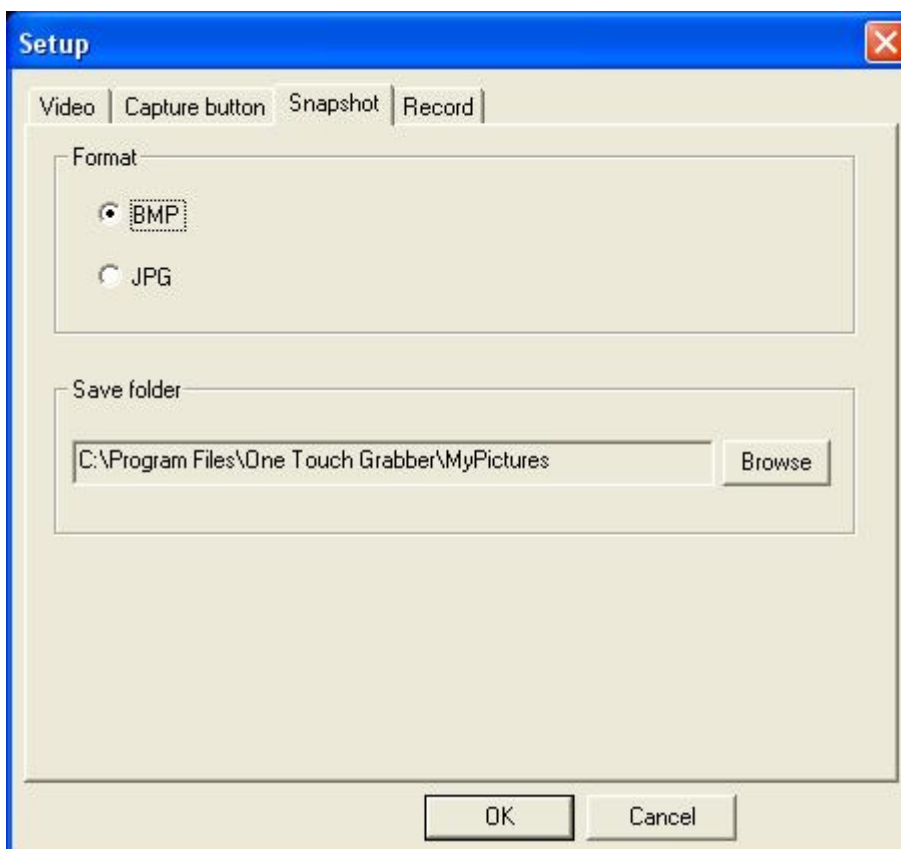 Setup
Video Capture button Snapshot Record
Format
BMP
JPG
Save folder
C:\Program Files\One Touch Grabber\MyPictures Browse
OK Cancel